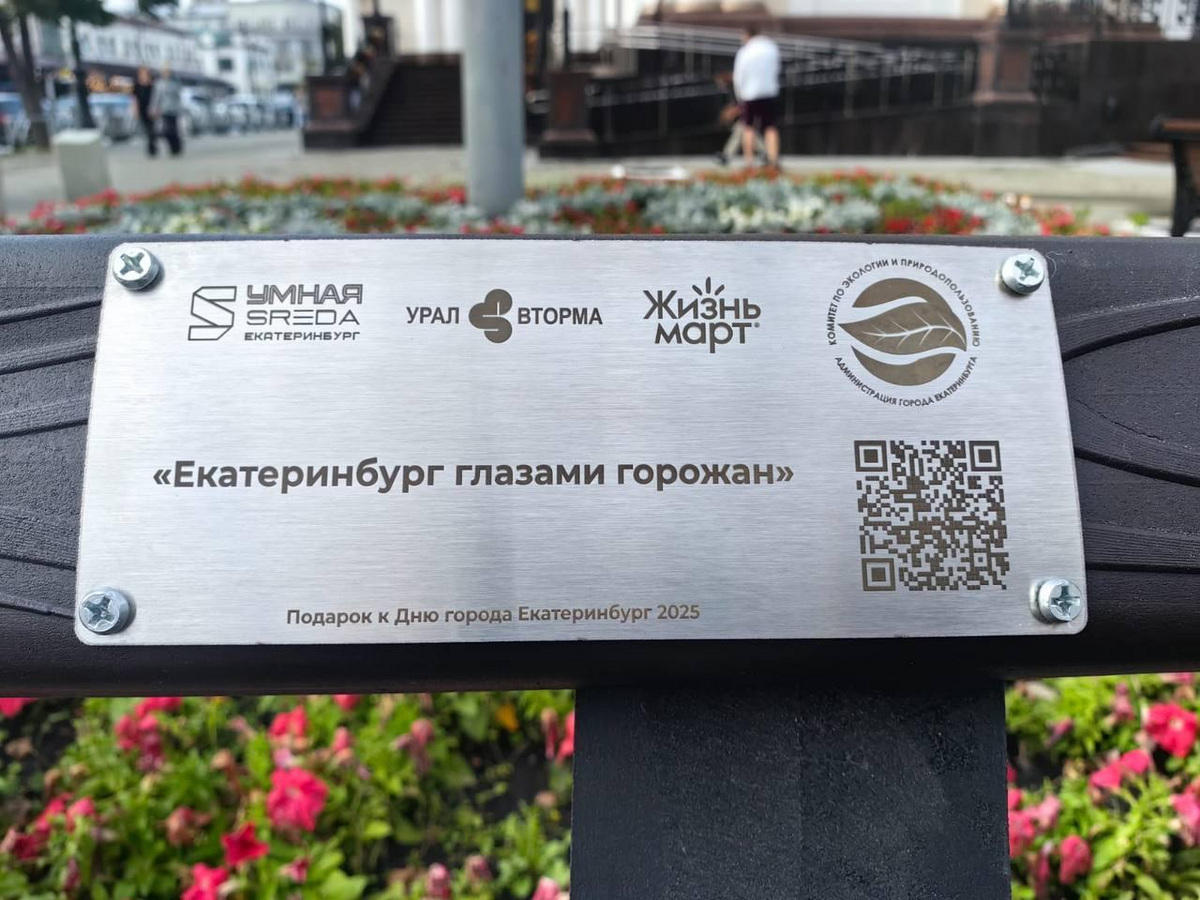 УМНАЯ
SREDA
ЕКАТЕРИНБУРГ
УРАЛ ВТОРМА
Жизнь
март®
КОМИТЕТ ПО ЭКОЛОГИИ И ПРИРОДОПОЛЬЗОВАНИЮ
АДМИНИСТРАЦИЯ ГОРОДА ЕКАТЕРИНБУРГА
«Екатеринбург глазами горожан»
Подарок к Дню города Екатеринбург 2025